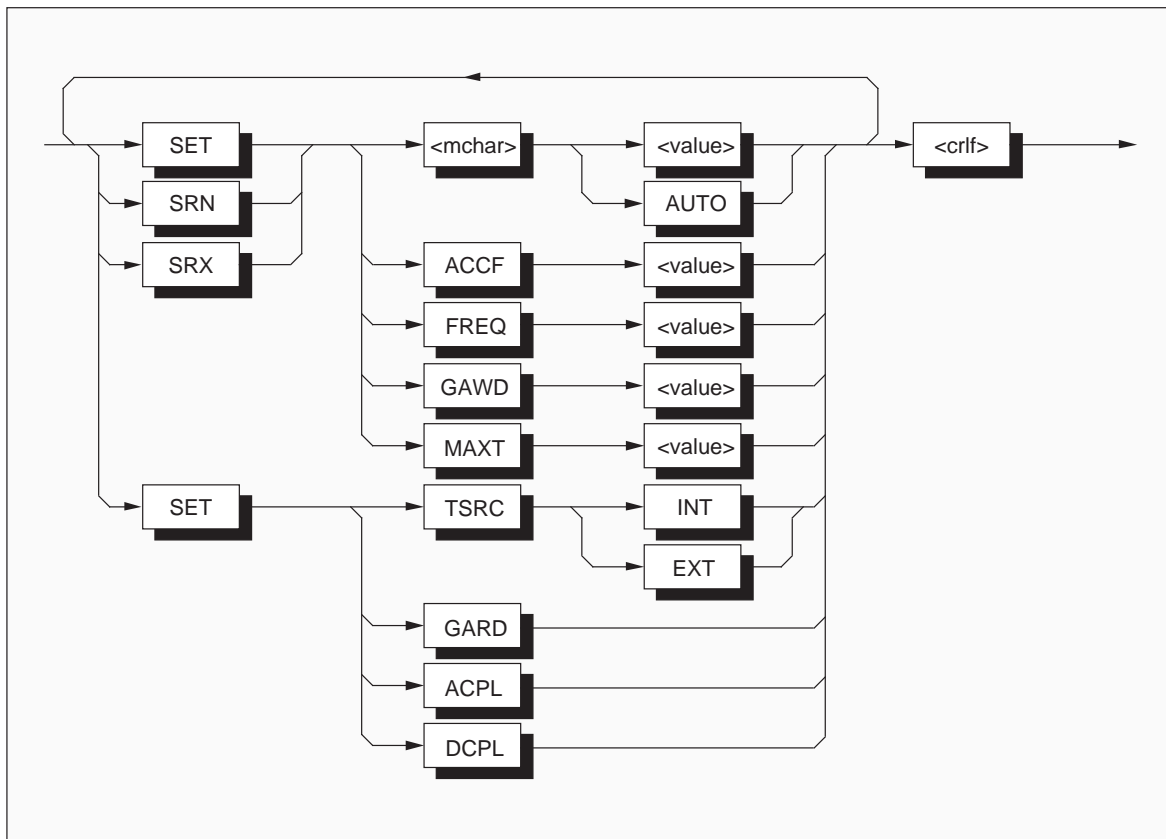 SET <mchar> <value> <crlf>
SRN AUTO
SRX ACCF <value>
FREQ <value>
GAWD <value>
MAXT <value>
SET TSRC INT
EXT
GARD
ACPL
DCPL